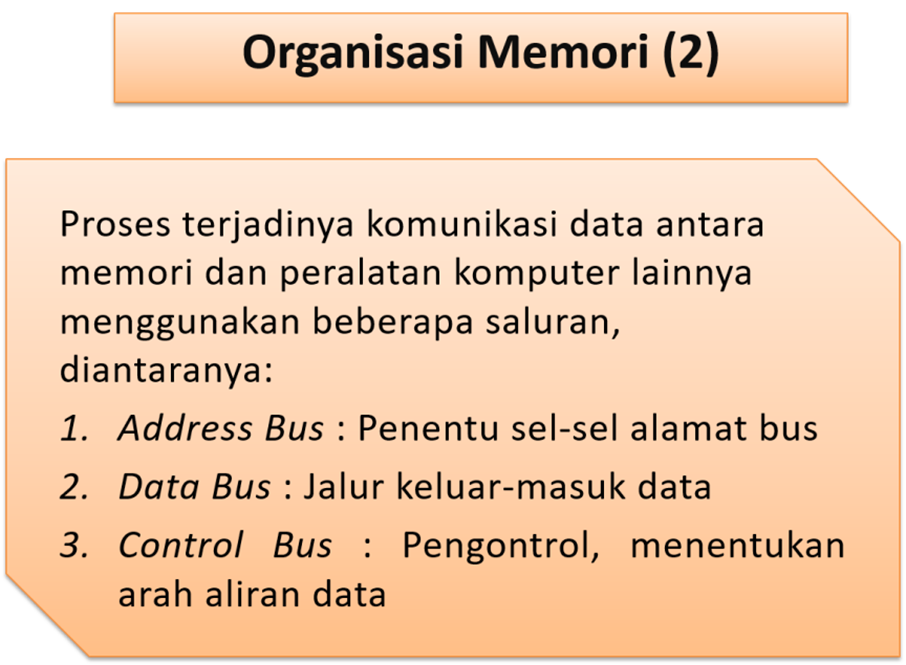 Organisasi Memori (2)
Proses terjadinya komunikasi data antara
memori dan peralatan komputer lainnya
menggunakan beberapa saluran,
diantaranya:
1. Address Bus : Penentu sel-sel alamat bus
2. Data Bus : Jalur keluar-masuk data
3. Control Bus : Pengontrol, menentukan
arah aliran data